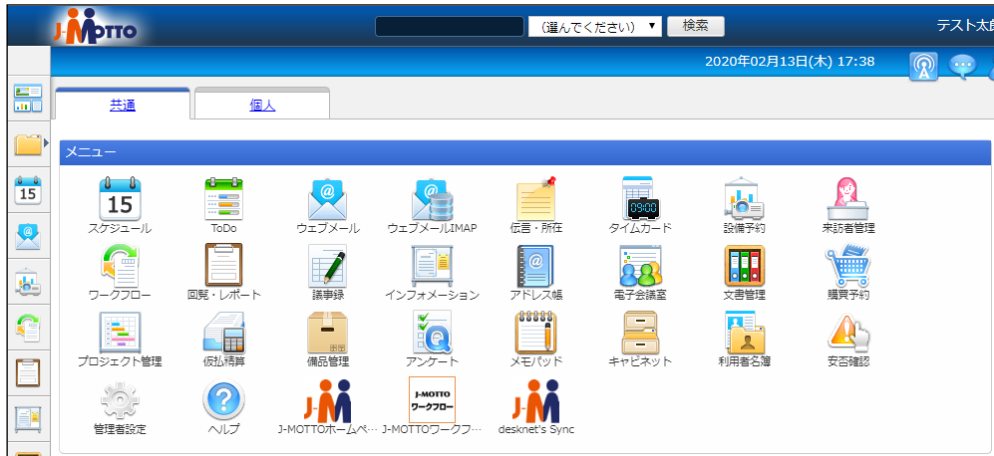 J-MOTTO (選んでください) 検索 テスト太郎
2020年02月13日(木) 17:38
共通 個人
メニュー
15
スケジュール ToDo ウェブメール ウェブメールIMAP 伝言・所在 タイムカード 設備予約 来訪者管理
ワークフロー 回覧・レポート 議事録 インフォメーション アドレス帳 電子会議室 文書管理 購買予約
プロジェクト管理 仮払精算 備品管理 アンケート メモパッド キャビネット 利用者名簿 安否確認
J-MOTTO
ワークフロー
管理者設定 ヘルプ J-MOTTOホームペ… J-MOTTOワークフ… desknet's Sync